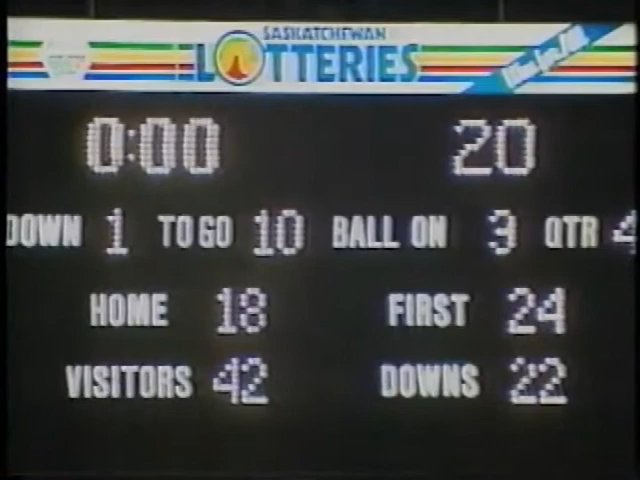 SASKATCHEWAN
LOTTERIES
0:00 20
DOWN 1 TO GO 10 BALL ON 3 QTR 4
HOME 18 FIRST 24
VISITORS 42 DOWNS 22